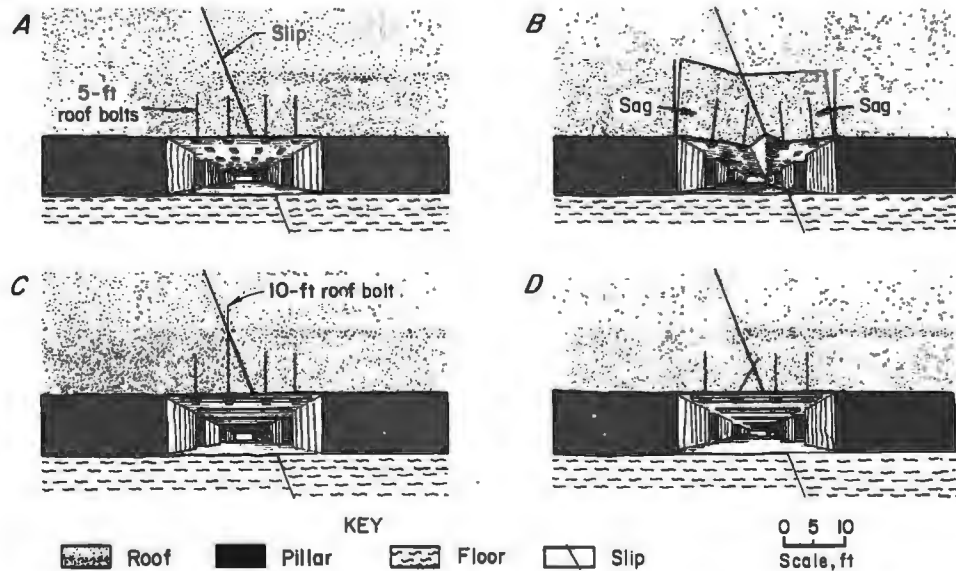 A
Slip
5-ft
roof bolts
B
Sag
Sag
C
10-ft roof bolt
D
KEY
Roof
Pillar
Floor
Slip
0 5 10
Scale, ft